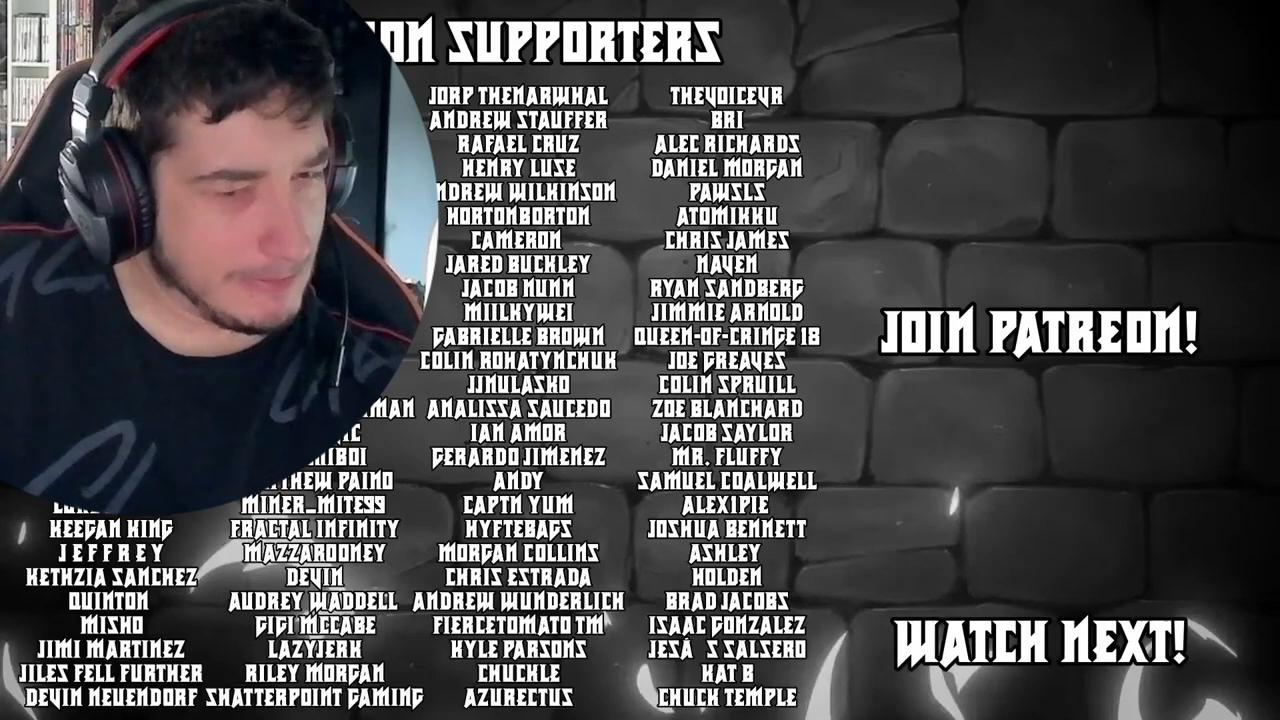 ON SUPPORTERS
JORP THENARWHAL
ANDREW STAUFFER
RAFAEL CRUZ
HENRY LUSE
NDREW WILKINSON
HORTONBORTON
CAMERON
JARED BUCKLEY
JACOB NUNN
MIILKYWEI
GABRIELLE BROWN
COLIN ROHATYNCHUK
JJNULASKO
ANALISSA SAUCEDO
IAN AMOR
GERARDO JIMENEZ
ANDY
CAPTN YUM
HYFTEBAGS
MORGAN COLLINS
CHRIS ESTRADA
ANDREW WUNDERLICH
FIERCETOMATO TM
KYLE PARSONS
CHUCKLE
AZURECTUS
THEVOICEVR
BRI
ALEC RICHARDS
DANIEL MORGAN
PAWSLS
ATOMIKKU
CHRIS JAMES
HAVEN
RYAN SANDBERG
JIMMIE ARNOLD
QUEEN-OF-CRINGE 18
JOE GREAVES
COLIN SPRUILL
ZOE BLANCHARD
JACOB SAYLOR
MR. FLUFFY
SAMUEL COALWELL
ALEX1PIE
JOSHUA BENNETT
ASHLEY
HOLDEN
BRAD JACOBS
ISAAC GONZALEZ
JESÃ S SALSERO
KAT B
CHUCK TEMPLE
KEEGAN KING
J E F F R E Y
KETHZIA SANCHEZ
QUINTON
MISHO
JIMI MARTINEZ
JILES FELL FURTHER
DEVIN NEUENDORF
MINER_MITE99
FRACTAL INFINITY
MAZZAROONEY
DEVIN
AUDREY WADDELL
GIGI MCCABE
LAZYJERK
RILEY MORGAN
SHATTERPOINT GAMING
JOIN PATREON!
WATCH NEXT!